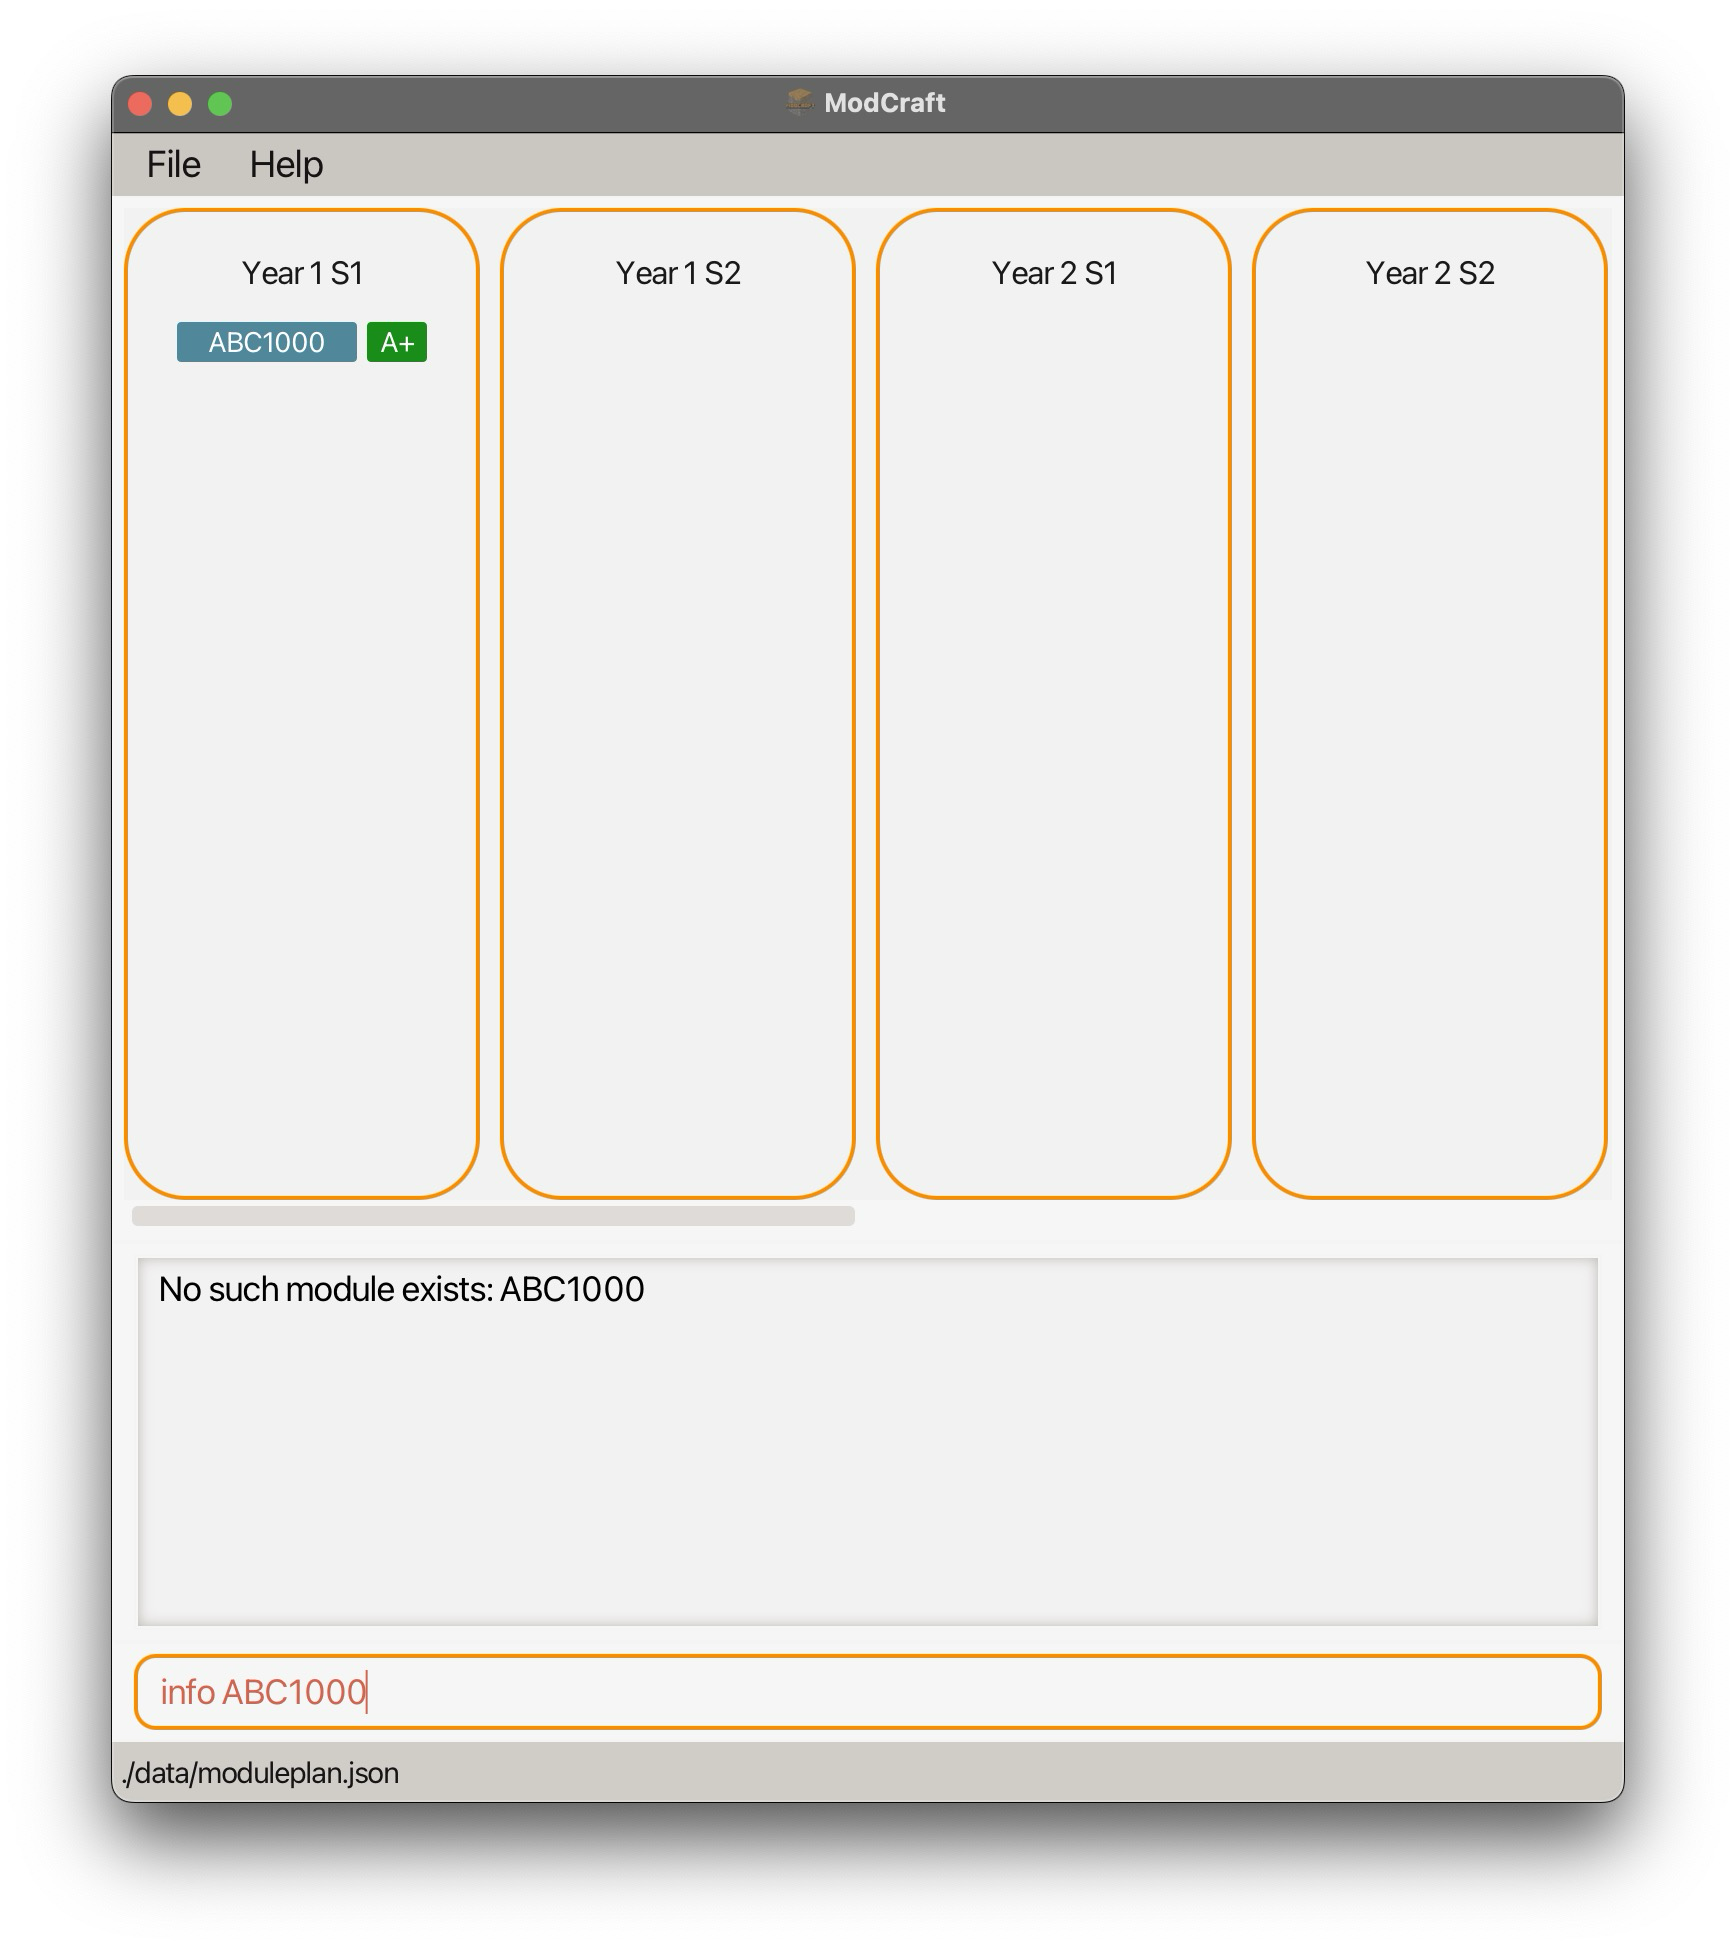 ModCraft
File Help
Year 1 S1 Year 1 S2 Year 2 S1 Year 2 S2
ABC1000 A+
No such module exists: ABC1000
info ABC1000
./data/moduleplan.json